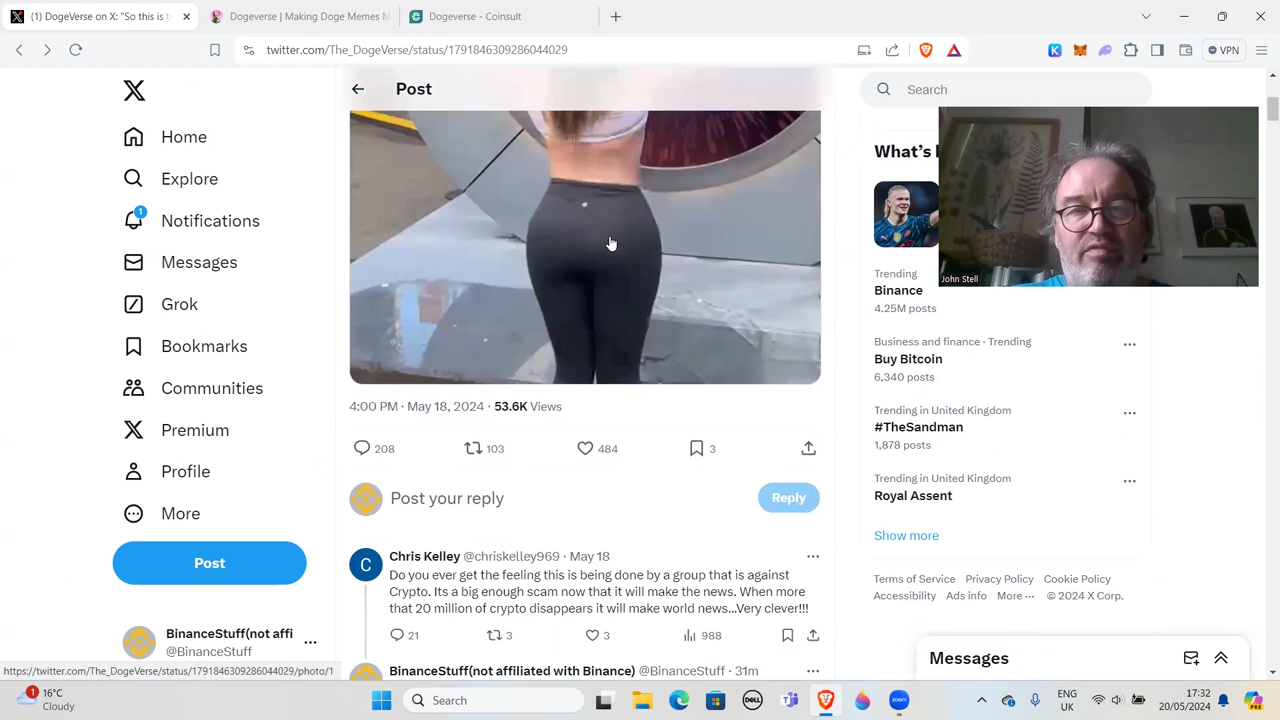 (1) DogeVerse on X: "So this is t
Dogeverse | Making Doge Memes M
Dogeverse - Coinsult
twitter.com/The_DogeVerse/status/1791846309286044029
VPN
Home
Explore
1
Notifications
Messages
Grok
Bookmarks
Communities
Premium
Profile
More
Post
BinanceStuff(not affi
@BinanceStuff
Post
4:00 PM · May 18, 2024 · 53.6K Views
208
103
484
3
Post your reply
Reply
C
Chris Kelley @chriskelley969 · May 18
Do you ever get the feeling this is being done by a group that is against
Crypto. Its a big enough scam now that it will make the news. When more
that 20 million of crypto disappears it will make world news...Very clever!!!
21
3
3
988
BinanceStuff(not affiliated with Binance) @BinanceStuff · 31m
Search
What's
John Stell
Trending
Binance
4.25M posts
Business and finance · Trending
Buy Bitcoin
6,340 posts
Trending in United Kingdom
#TheSandman
1,878 posts
Trending in United Kingdom
Royal Assent
Show more
Terms of Service Privacy Policy Cookie Policy
Accessibility Ads info More ··· © 2024 X Corp.
Messages
https://twitter.com/The_DogeVerse/status/1791846309286044029/photo/1
1
16°C
Cloudy
Search
DELL
zoom
ENG
UK
17:32
20/05/2024
PRE